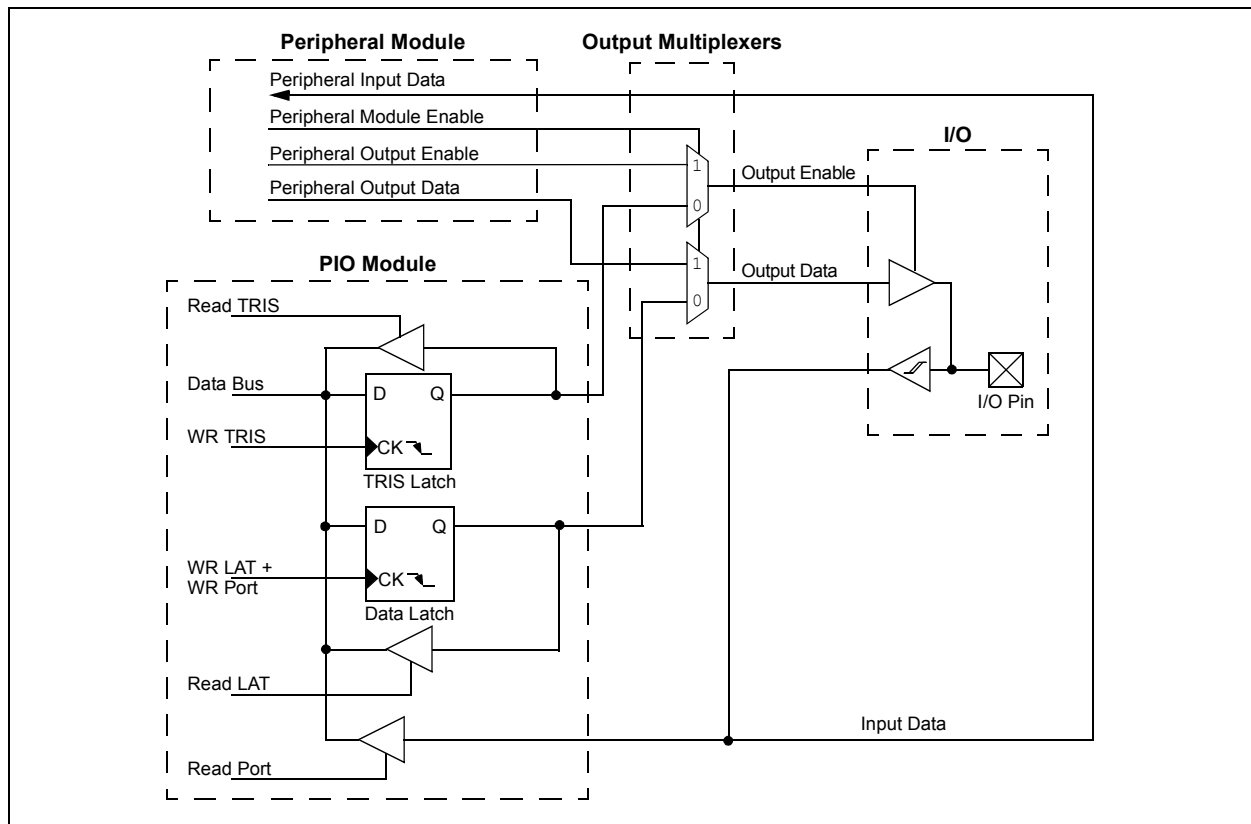 Peripheral Module
Output Multiplexers
Peripheral Input Data
Peripheral Module Enable
Peripheral Output Enable
Peripheral Output Data
1
0
1
0
Output Enable
Output Data
I/O
I/O Pin
PIO Module
Read TRIS
Data Bus
D Q
WR TRIS
CK
TRIS Latch
D Q
WR LAT +
WR Port
CK
Data Latch
Read LAT
Input Data
Read Port